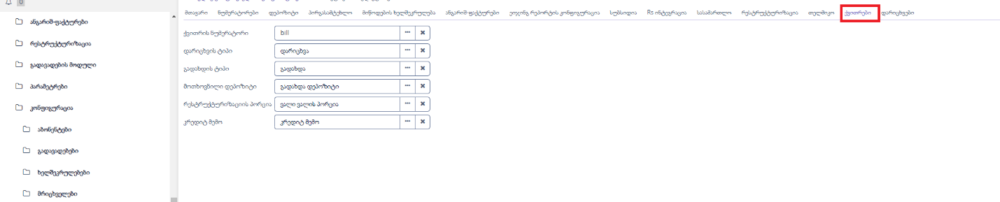 0
მთავარი ნუმერატორები დეპოზიტი პირგასამტეხლო მიწოდების ხელშეკრულება ანგარიშ-ფაქტურები ეიჯინგ რეპორტის კონფიგურაცია სუბსიდია Rs ინტეგრაცია სასამართლო რესტრუქტურიზაცია თელმიკო ქვითრები დარიცხვები
ანგარიშ-ფაქტურები
რესტრუქტურიზაცია
გადავადების მოდული
პარამეტრები
კონფიგურაცია
აბონენტები
გადავადებები
ხელშეკრულებები
მრიცხველები
ქვითრის ნუმერატორი bill
დარიცხვის ტიპი დარიცხვა
გადახდის ტიპი გადახდა
მოთხოვნილი დეპოზიტი გადახდა დეპოზიტი
რესტრუქტურიზაციის პორცია ვალი ვალის პორცია
კრედიტ მემო კრედიტ მემო